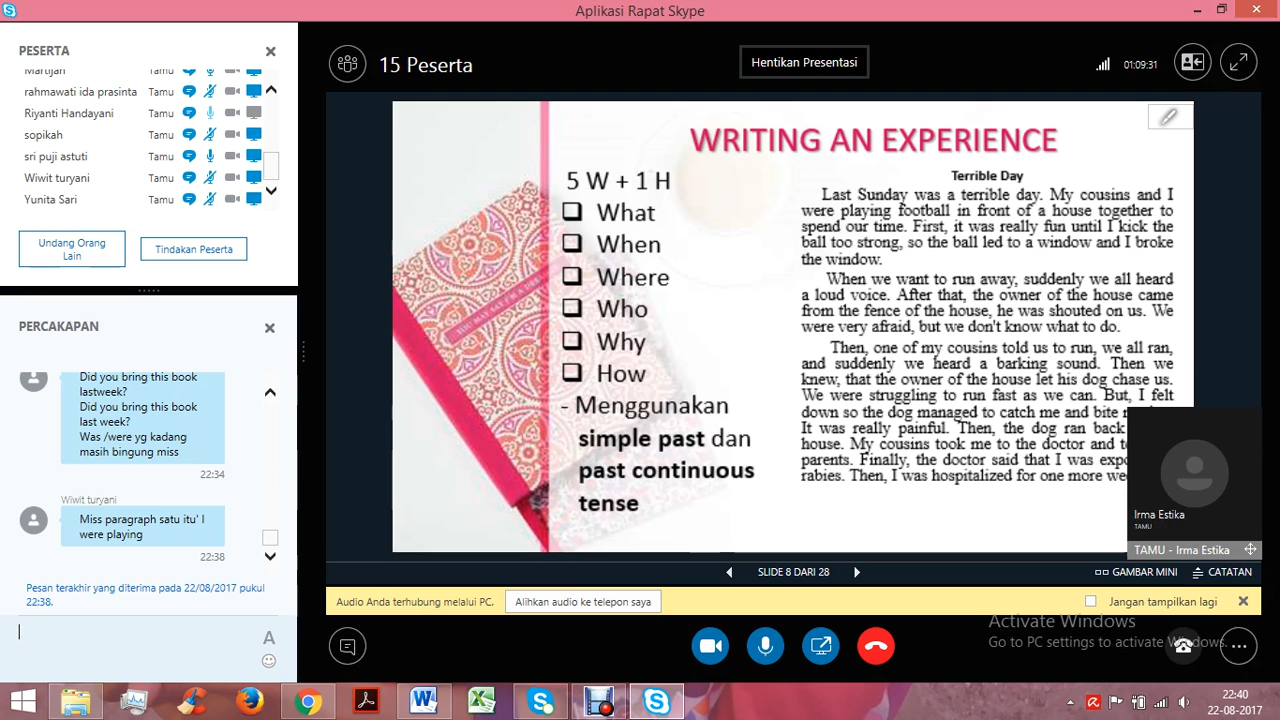 Aplikasi Rapat Skype
PESERTA
Martijah Tamu
rahmawati ida prasinta Tamu
Riyanti Handayani Tamu
sopikah Tamu
sri puji astuti Tamu
Wiwit turyani Tamu
Yunita Sari Tamu
Undang Orang
Lain
Tindakan Peserta
PERCAKAPAN
Did you bring this book
lastweek?
Did you bring this book
last week?
Was /were yg kadang
masih bingung miss
22:34
Wiwit turyani
Miss paragraph satu itu' I
were playing
22:38
Pesan terakhir yang diterima pada 22/08/2017 pukul
22:38.
A
15 Peserta
Hentikan Presentasi
01:09:31
WRITING AN EXPERIENCE
5 W + 1 H
What
When
Where
Who
Why
How
- Menggunakan
simple past dan
past continuous
tense
Terrible Day
Last Sunday was a terrible day. My cousins and I
were playing football in front of a house together to
spend our time. First, it was really fun until I kick the
ball too strong, so the ball led to a window and I broke
the window.
When we want to run away, suddenly we all heard
a loud voice. After that, the owner of the house came
from the fence of the house, he was shouted on us. We
were very afraid, but we don't know what to do.
Then, one of my cousins told us to run, we all ran,
and suddenly we heard a barking sound. Then we
knew, that the owner of the house let his dog chase us.
We were struggling to run fast as we can. But, I felt
down so the dog managed to catch me and bite
It was really painful. Then, the dog ran back
house. My cousins took me to the doctor and
parents. Finally, the doctor said that I was
rabies. Then, I was hospitalized for one more
Irma Estika
TAMU
TAMU - Irma Estika
SLIDE 8 DARI 28
GAMBAR MINI
CATATAN
Audio Anda terhubung melalui PC.
Alihkan audio ke telepon saya
Jangan tampilkan lagi
Activate Windows
Go to PC settings to activate Windows.
22:40
22-08-2017